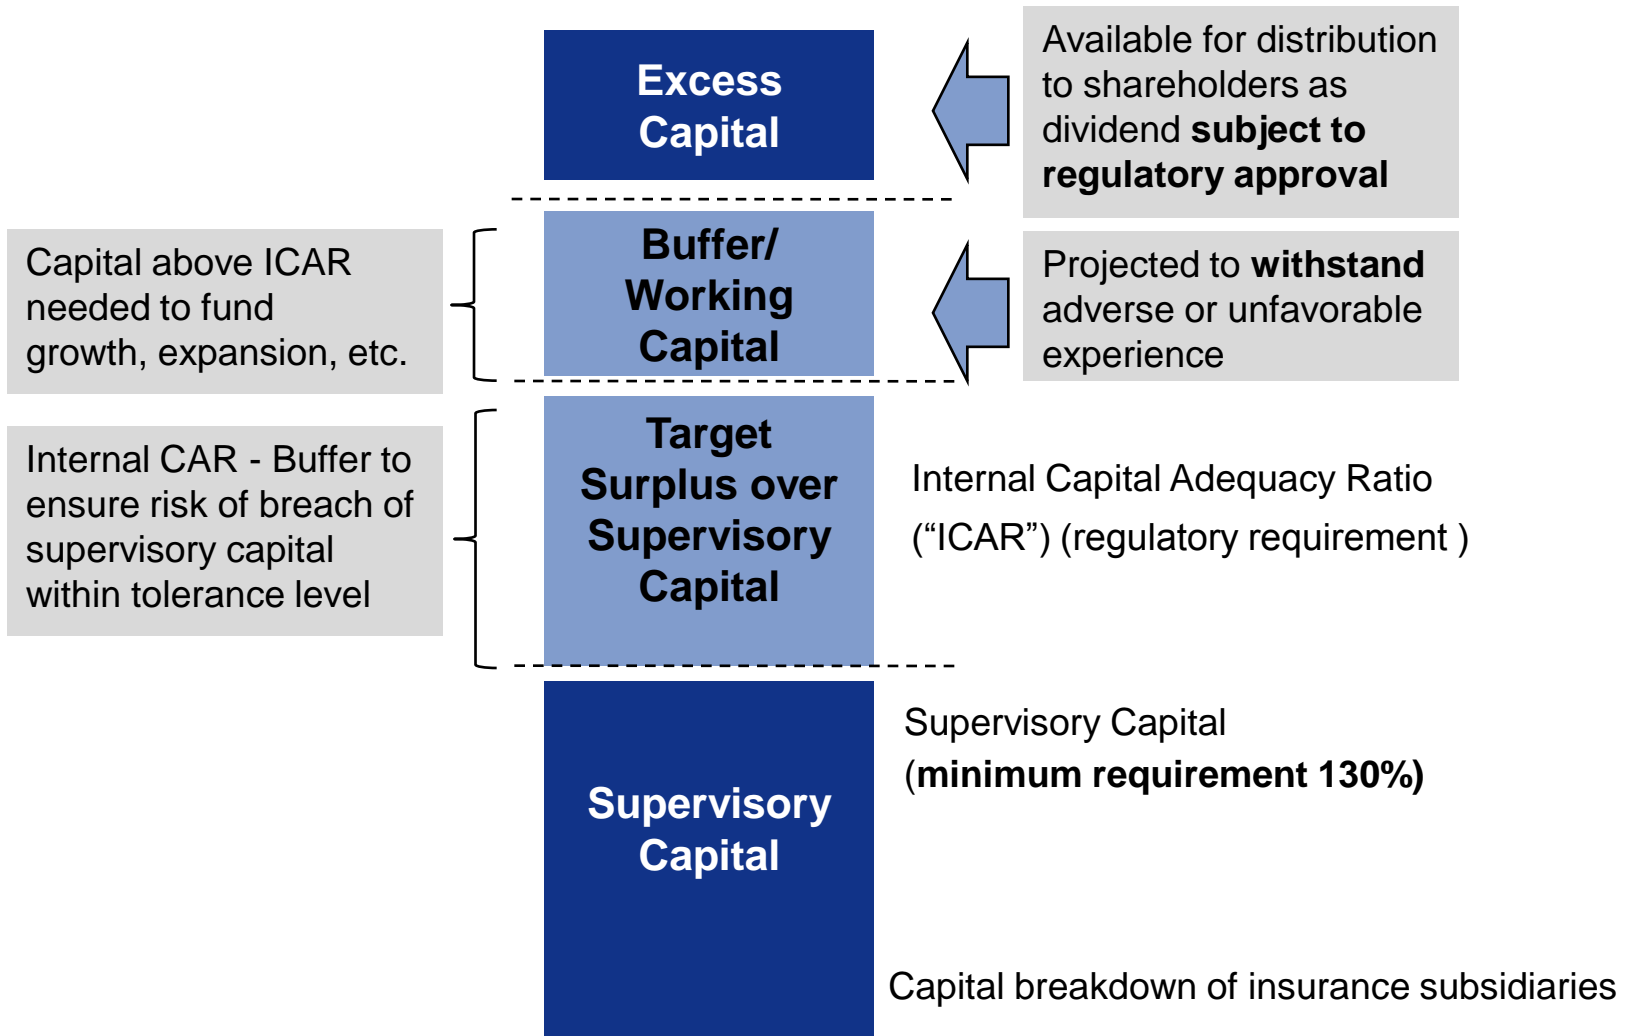 Excess
Capital
Available for distribution
to shareholders as
dividend subject to
regulatory approval
Capital above ICAR
needed to fund
growth, expansion, etc.
Buffer/
Working
Capital
Projected to withstand
adverse or unfavorable
experience
Internal CAR - Buffer to
ensure risk of breach of
supervisory capital
within tolerance level
Target
Surplus over
Supervisory
Capital
Internal Capital Adequacy Ratio
(“ICAR”) (regulatory requirement )
Supervisory Capital
(minimum requirement 130%)
Supervisory
Capital
Capital breakdown of insurance subsidiaries